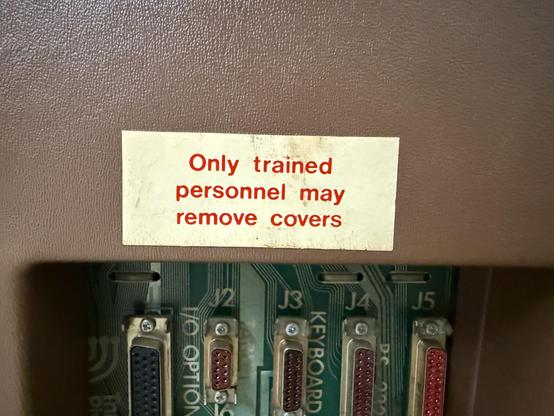 Only trained
personnel may
remove covers
J2
J3
J4
J5
I/O OPTION
KEYBOARD